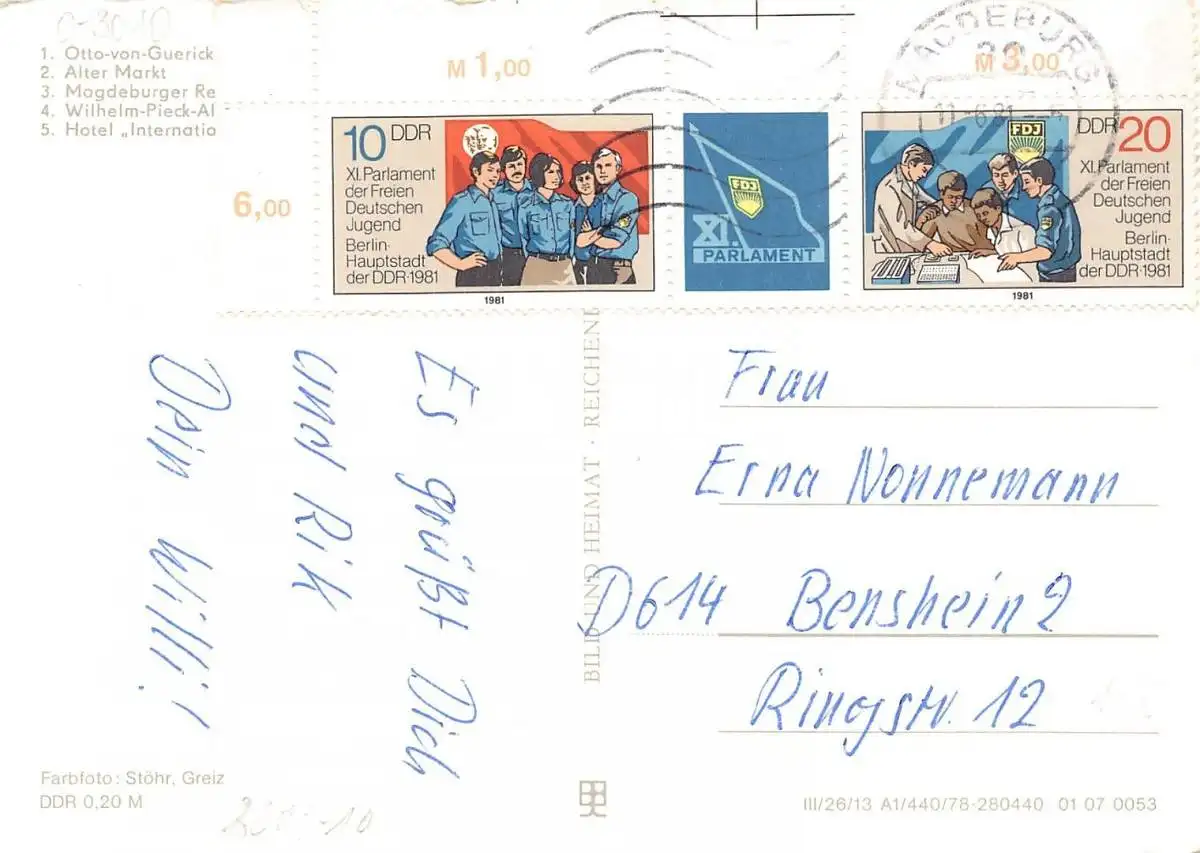 1. Otto-von-Guerick
2. Alter Markt
3. Magdeburger Re
4. Wilhelm-Pieck-Al
5. Hotel „Internatio
M 1,00
M 3,00
6,00
10 DDR
XI. Parlament
der Freien
Deutschen
Jugend
Berlin-
Hauptstadt
der DDR·1981
1981
FDJ
XI.
PARLAMENT
FDJ
DDR 20
XI. Parlament
der Freien
Deutschen
Jugend
Berlin-
Hauptstadt
der DDR·1981
1981
MAGDEBURG
Es grüßt Dich
und Rik
Dein Willi!
BILD UND HEIMAT · REICHEN
Frau
Erna Nonnemann
D614 Benshein 2
Ringstr. 12
Farbfoto: Stöhr, Greiz
DDR 0,20 M
III/26/13 A1/440/78-280440 01 07 0053